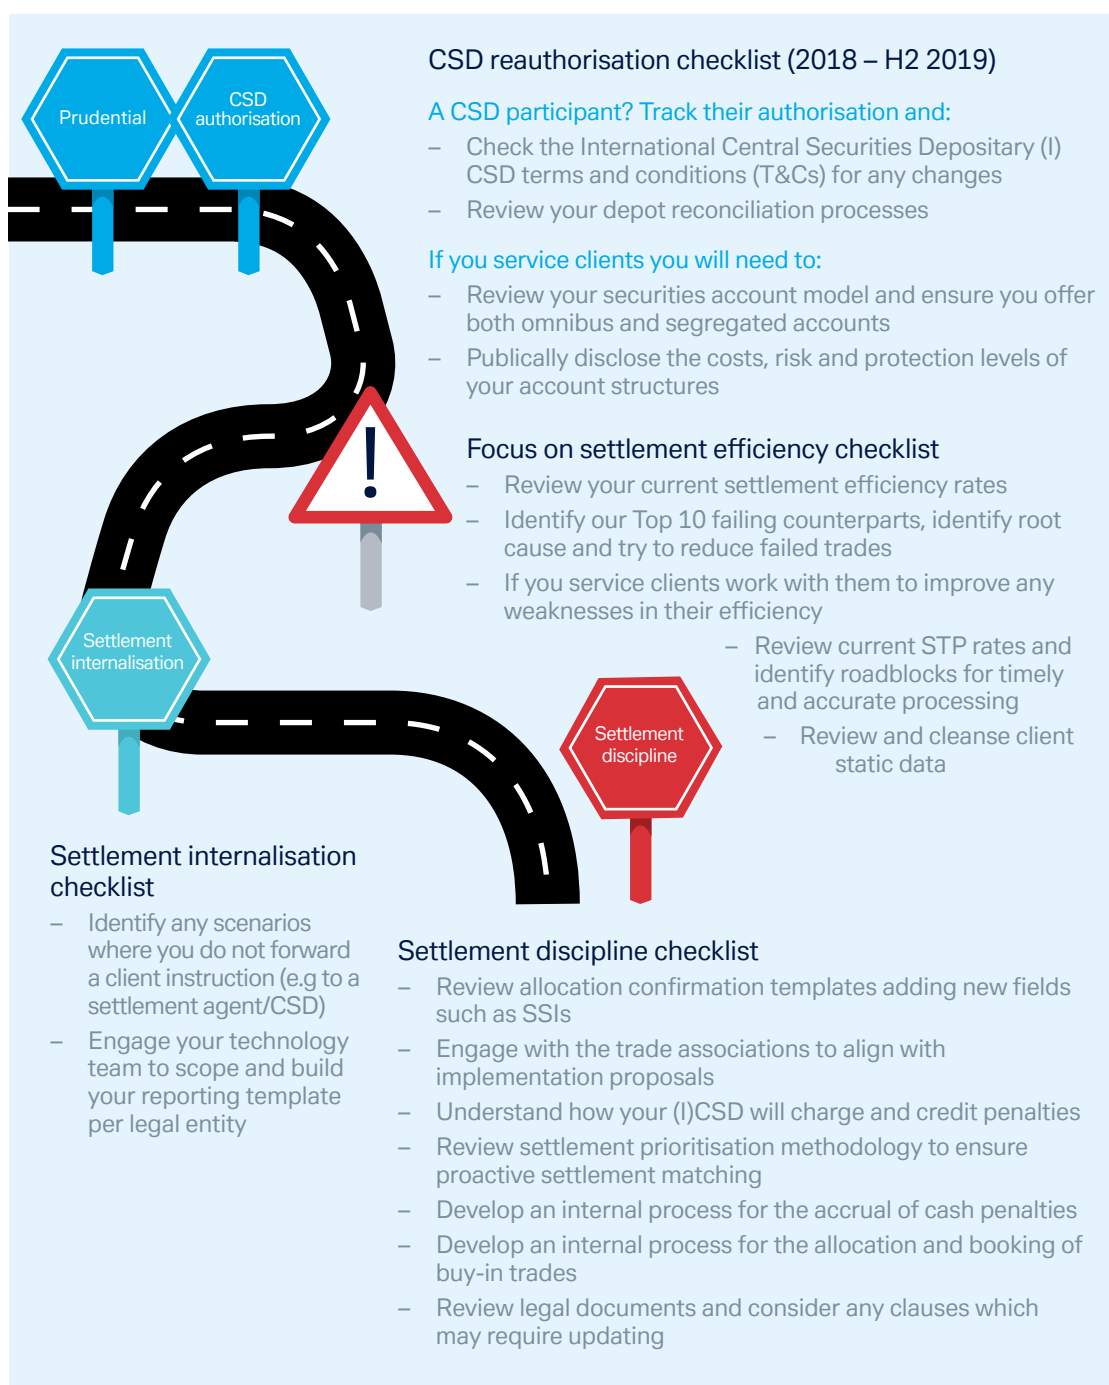 Prudential
CSD
authorisation
CSD reauthorisation checklist (2018 – H2 2019)
A CSD participant? Track their authorisation and:
– Check the International Central Securities Depositary (I)
CSD terms and conditions (T&Cs) for any changes
– Review your depot reconciliation processes
If you service clients you will need to:
– Review your securities account model and ensure you offer
both omnibus and segregated accounts
– Publically disclose the costs, risk and protection levels of
your account structures
!
Focus on settlement efficiency checklist
– Review your current settlement efficiency rates
– Identify our Top 10 failing counterparts, identify root
cause and try to reduce failed trades
– If you service clients work with them to improve any
weaknesses in their efficiency
– Review current STP rates and
identify roadblocks for timely
and accurate processing
– Review and cleanse client
static data
Settlement
internalisation
Settlement
discipline
Settlement internalisation
checklist
– Identify any scenarios
where you do not forward
a client instruction (e.g to a
settlement agent/CSD)
– Engage your technology
team to scope and build
your reporting template
per legal entity
Settlement discipline checklist
– Review allocation confirmation templates adding new fields
such as SSIs
– Engage with the trade associations to align with
implementation proposals
– Understand how your (I)CSD will charge and credit penalties
– Review settlement prioritisation methodology to ensure
proactive settlement matching
– Develop an internal process for the accrual of cash penalties
– Develop an internal process for the allocation and booking of
buy-in trades
– Review legal documents and consider any clauses which
may require updating